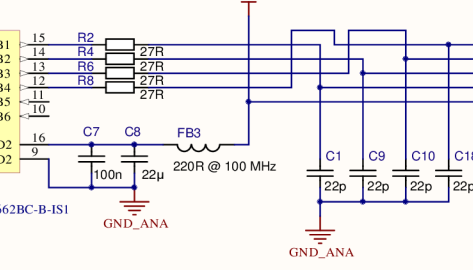 B1 15 R2 27R
B2 14 R4 27R
B3 13 R6 27R
B4 12 R8 27R
B5 11
B6 10
D2 16 C7 100n C8 22µ FB3 220R @ 100 MHz
D2 9
C1 22p C9 22p C10 22p C18 22p
662BC-B-IS1
GND_ANA
GND_ANA